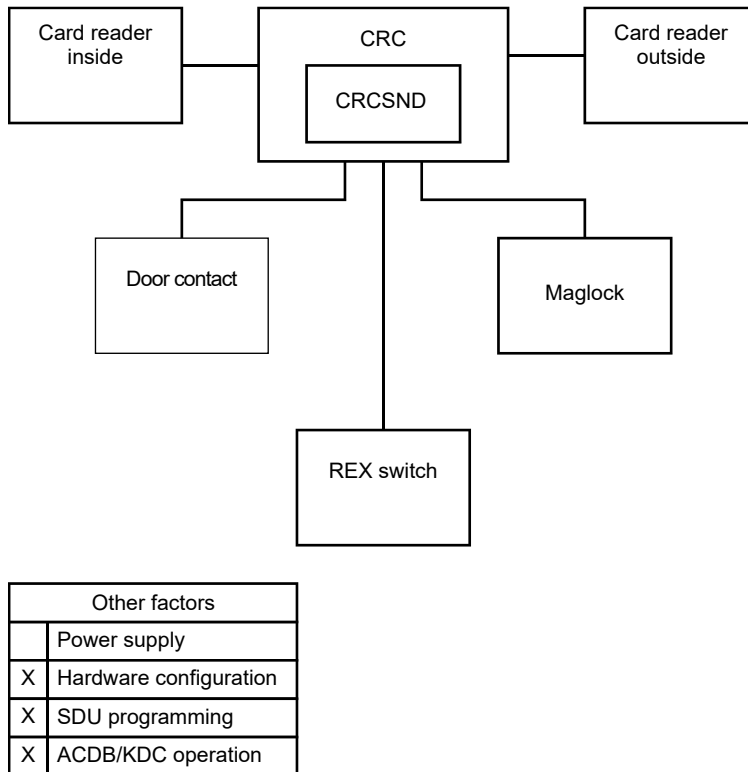 Card reader
inside
CRC
CRCSND
Card reader
outside
Door contact
Maglock
REX switch
Other factors
Power supply
X Hardware configuration
X SDU programming
X ACDB/KDC operation